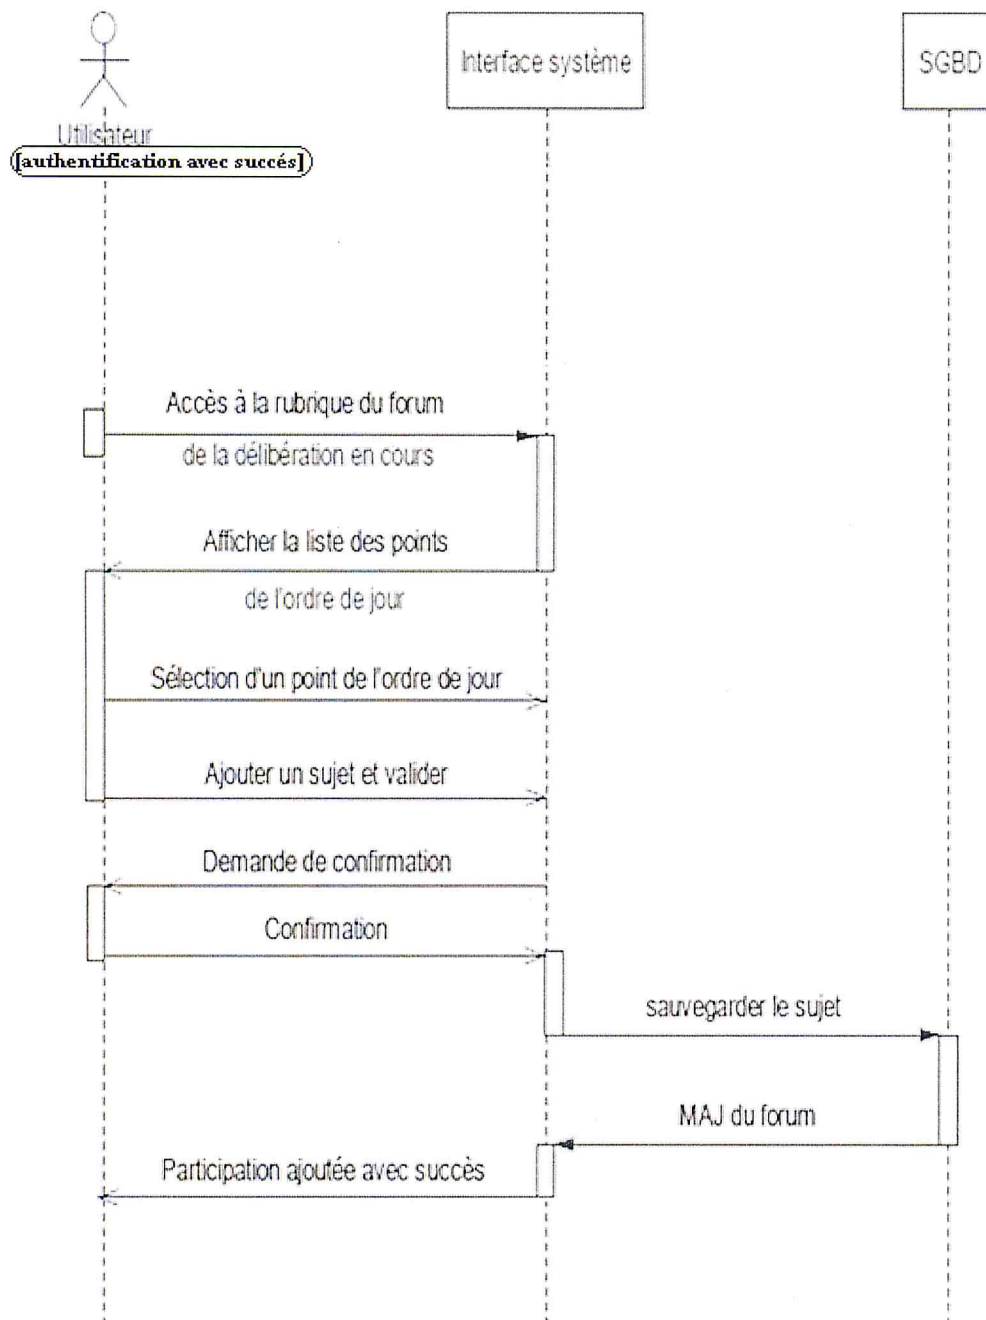 Interface système
SGBD
Utilisateur
[authentification avec succés]
Accès à la rubrique du forum
de la délibération en cours
Afficher la liste des points
de l'ordre de jour
Sélection d'un point de l'ordre de jour
Ajouter un sujet et valider
Demande de confirmation
Confirmation
sauvegarder le sujet
MAJ du forum
Participation ajoutée avec succès